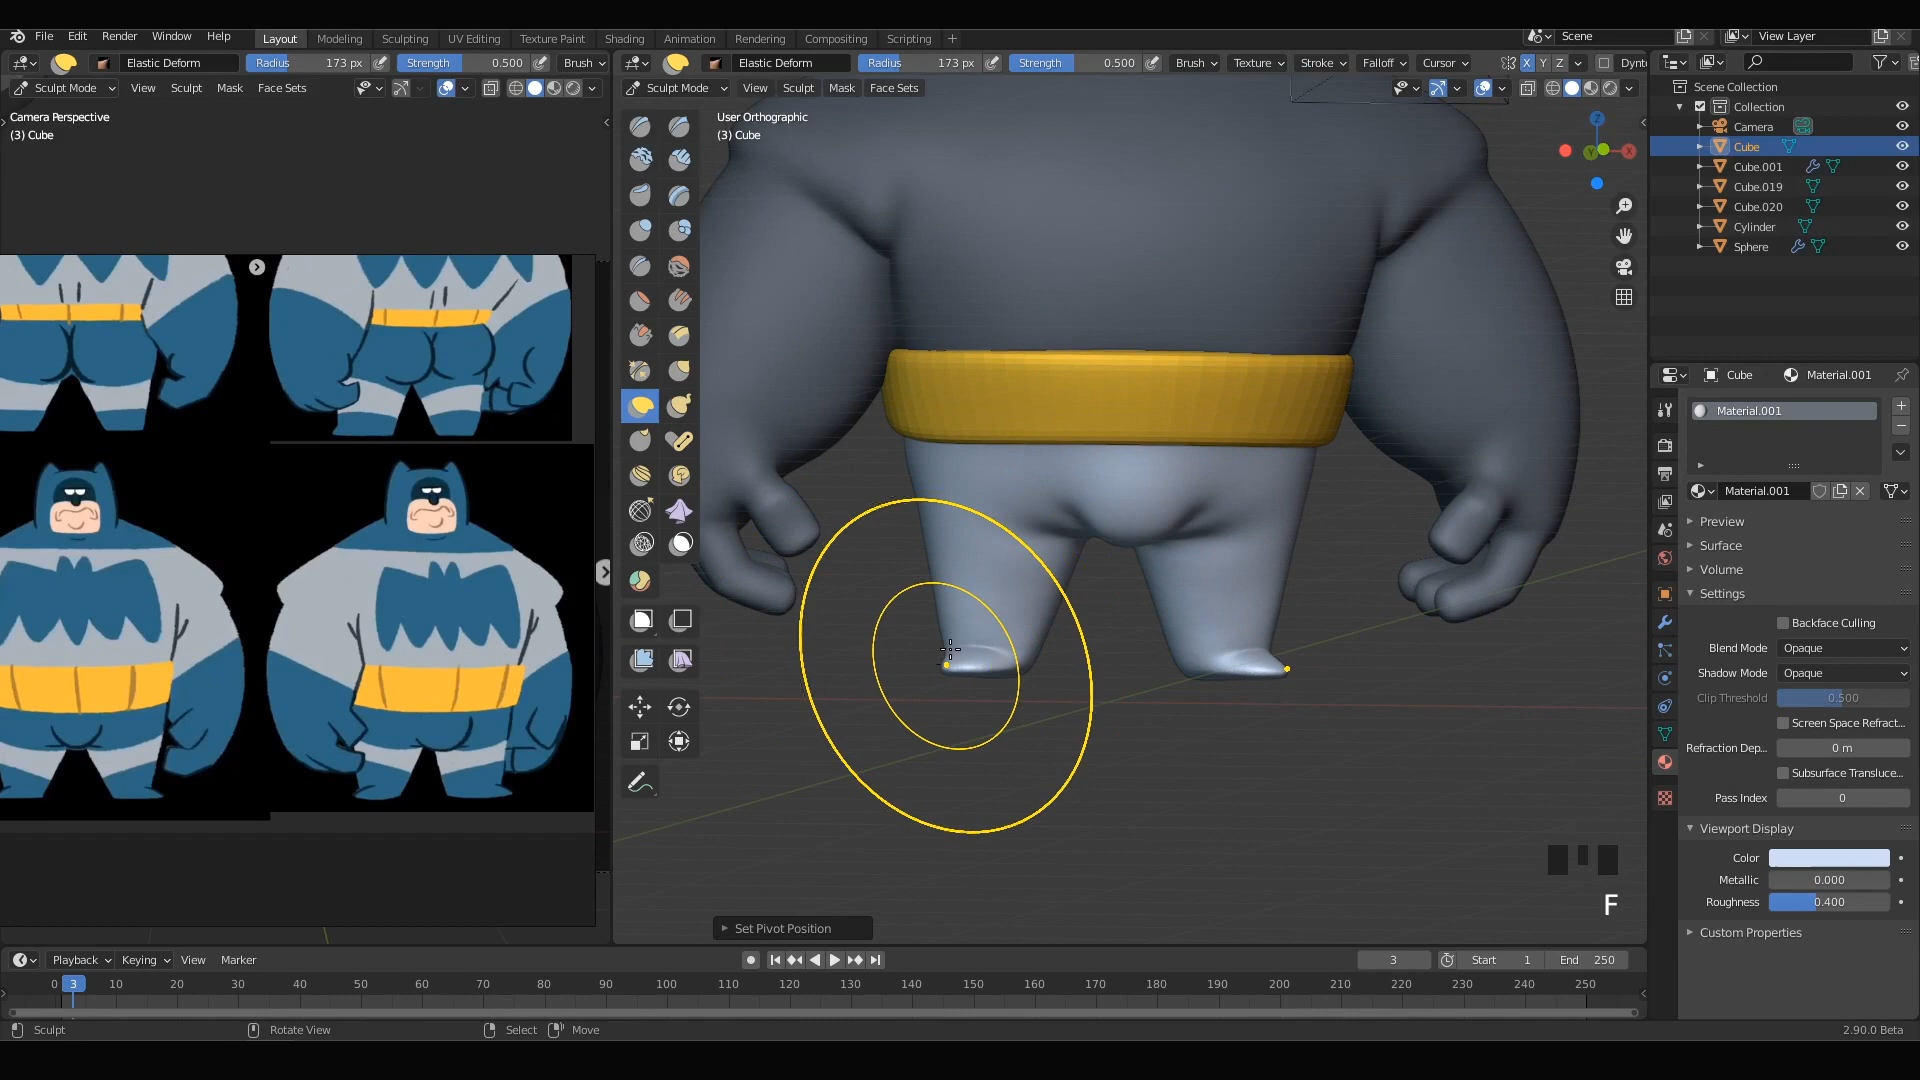 File Edit Render Window Help Layout Modeling Sculpting UV Editing Texture Paint Shading Animation Rendering Compositing Scripting + Scene View Layer
Elastic Deform Radius 173 px Strength 0.500 Brush Elastic Deform Radius 173 px Strength 0.500 Brush Texture Stroke Falloff Cursor X Y Z Dynto
Sculpt Mode View Sculpt Mask Face Sets Sculpt Mode View Sculpt Mask Face Sets
Camera Perspective
(3) Cube
User Orthographic
(3) Cube
Z
Y
X
Set Pivot Position
F
Scene Collection
Collection
Camera
Cube
Cube.001
Cube.019
Cube.020
Cylinder
Sphere
Cube Material.001
Material.001
Material.001
Preview
Surface
Volume
Settings
Backface Culling
Blend Mode Opaque
Shadow Mode Opaque
Clip Threshold 0.500
Screen Space Refract...
Refraction Dep... 0 m
Subsurface Transluce...
Pass Index 0
Viewport Display
Color
Metallic 0.000
Roughness 0.400
Custom Properties
Playback Keying View Marker 3 Start 1 End 250
0 3 10 20 30 40 50 60 70 80 90 100 110 120 130 140 150 160 170 180 190 200 210 220 230 240 250
Sculpt Rotate View Select Move 2.90.0 Beta